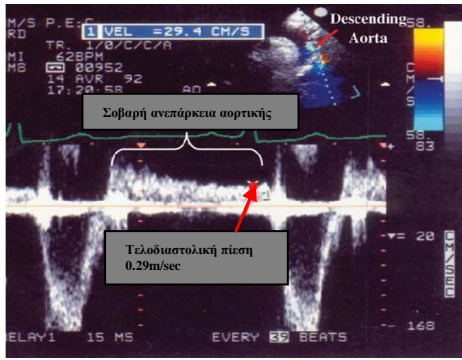 M/S P.E:C
RD
1 VEL =29.4 CM/S
TR. 1/0/C/C/A
MI 62BPM
M8 00952
14 AVR 92
17:20:58 AO
Descending
Aorta
58.
58.
83
Σοβαρή ανεπάρκεια αορτικής
1
Τελοδιαστολική πίεση
0.29m/sec
= 20
CM/SEC
- 168
DELAY1 15 MS EVERY 39 BEATS